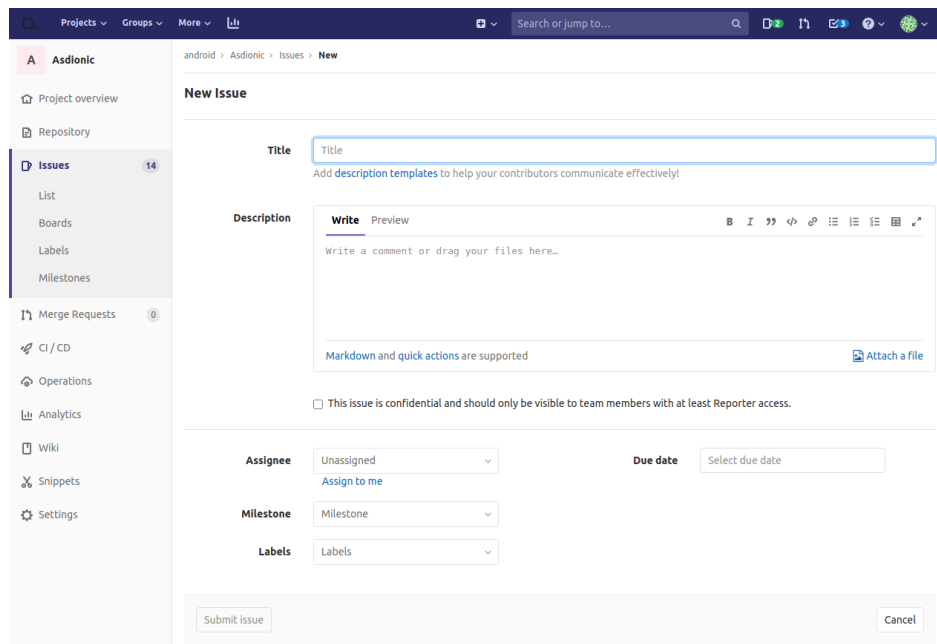 Projects Groups More Search or jump to... 2 3
A Asdionic
android > Asdionic > Issues > New
Project overview
Repository
Issues 14
List
Boards
Labels
Milestones
Merge Requests 0
CI / CD
Operations
Analytics
Wiki
Snippets
Settings
New Issue
Title Title
Add description templates to help your contributors communicate effectively!
Description Write Preview
Write a comment or drag your files here…
Markdown and quick actions are supported Attach a file
This issue is confidential and should only be visible to team members with at least Reporter access.
Assignee Unassigned Due date Select due date
Assign to me
Milestone Milestone
Labels Labels
Submit issue Cancel